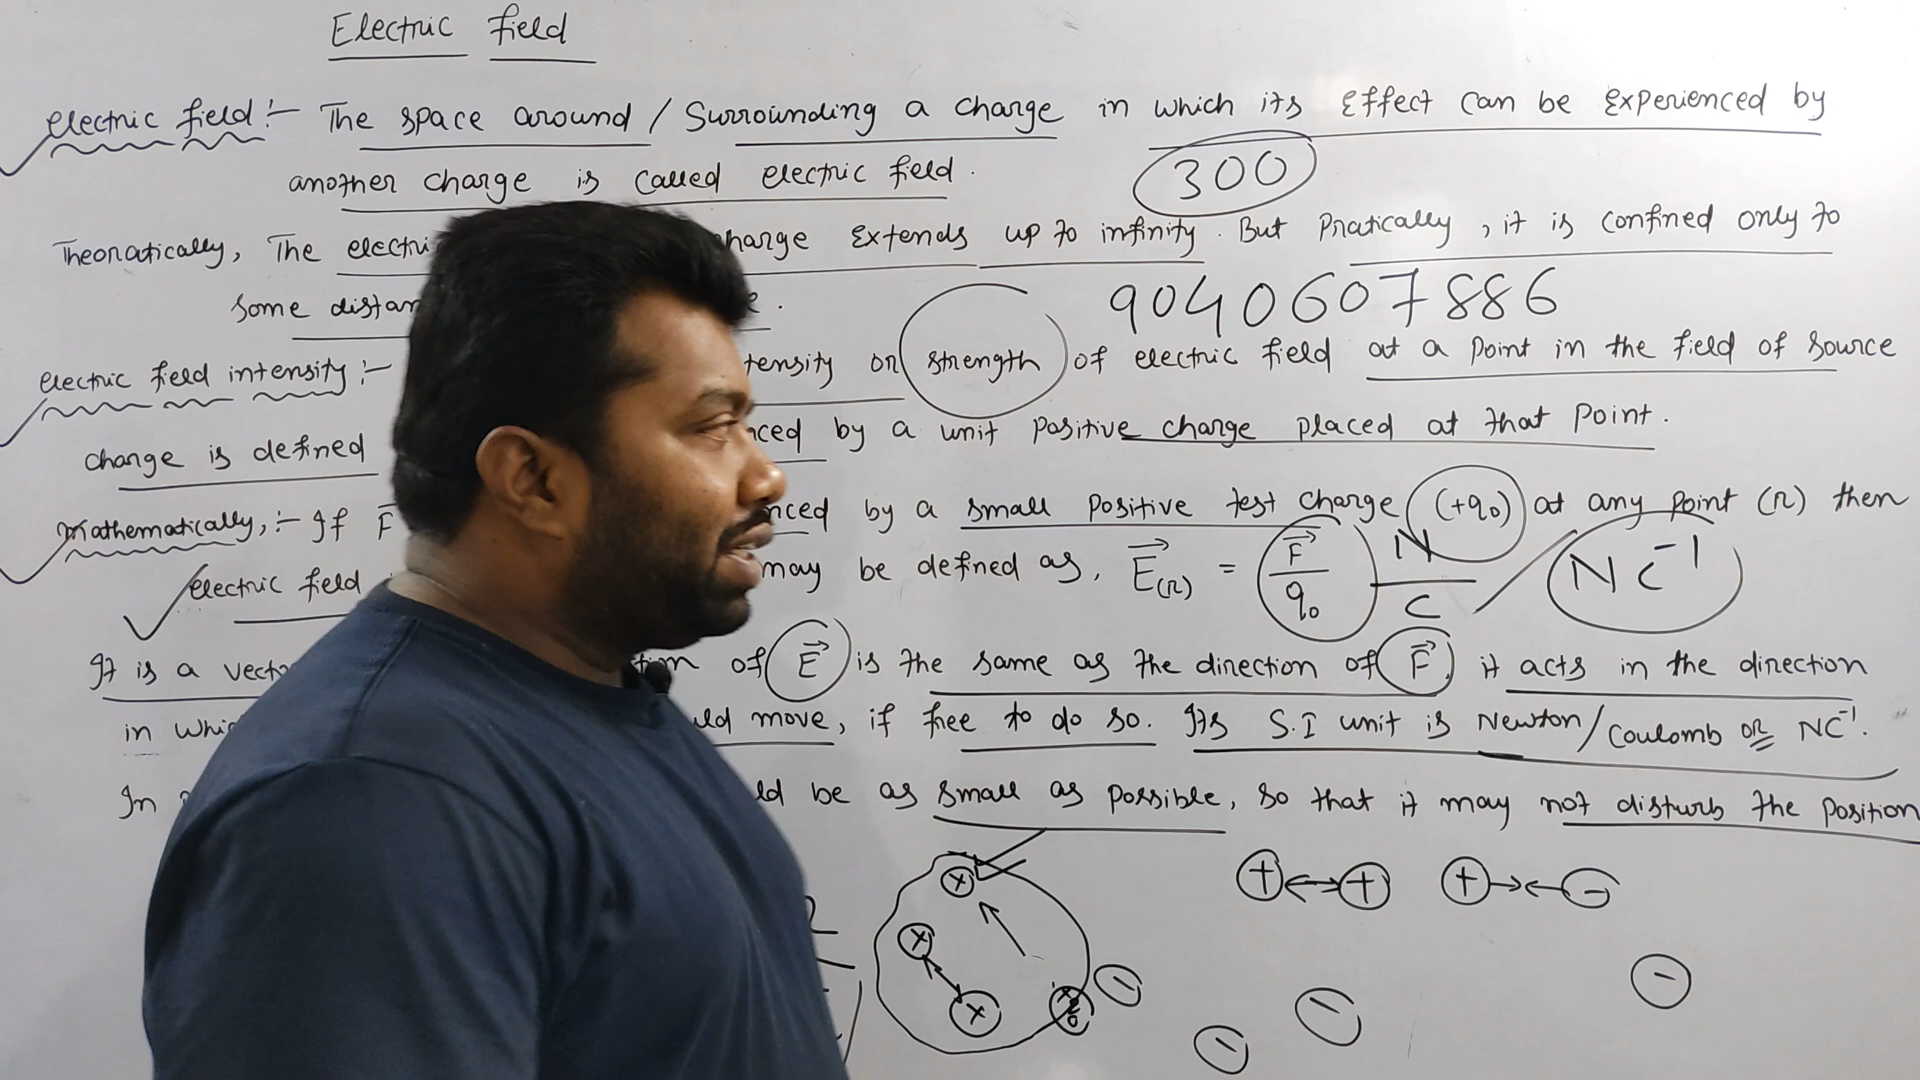 Electric field
electric field :- The space around / Surrounding a charge in which its effect can be experienced by
another charge is called electric field.
300
Theoratically, The electri harge extends up to infinity. But Pratically, it is confined only to
some distan e.
9040607886
electric field intensity :- tensity or strength of electric field at a point in the field of source
charge is defined nced by a unit positive charge placed at that point.
Mathematically, :- If F⃗ nced by a small positive test charge (+q₀) at any point (r) then
electric field may be defined as, E⃗(r) = F⃗/q₀ N/C / NC⁻¹
It is a vect tion of E⃗ is the same as the direction of F⃗, it acts in the direction
in whi uld move, if free to do so. Its S.I unit is Newton/Coulomb or NC⁻¹.
In ld be as small as possible, so that it may not disturb the position
+ + + -
+
+ -
+ -
- -